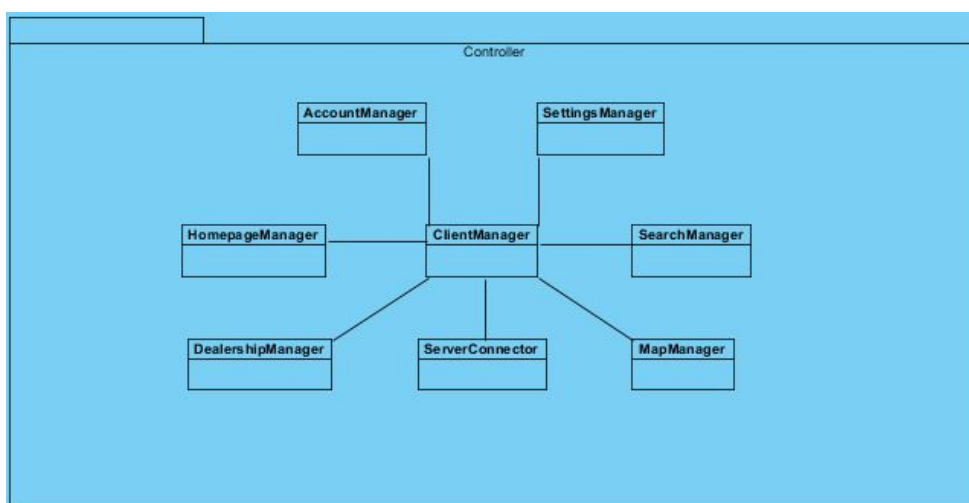 Controller
AccountManager
SettingsManager
HomepageManager
ClientManager
SearchManager
DealershipManager
ServerConnector
MapManager